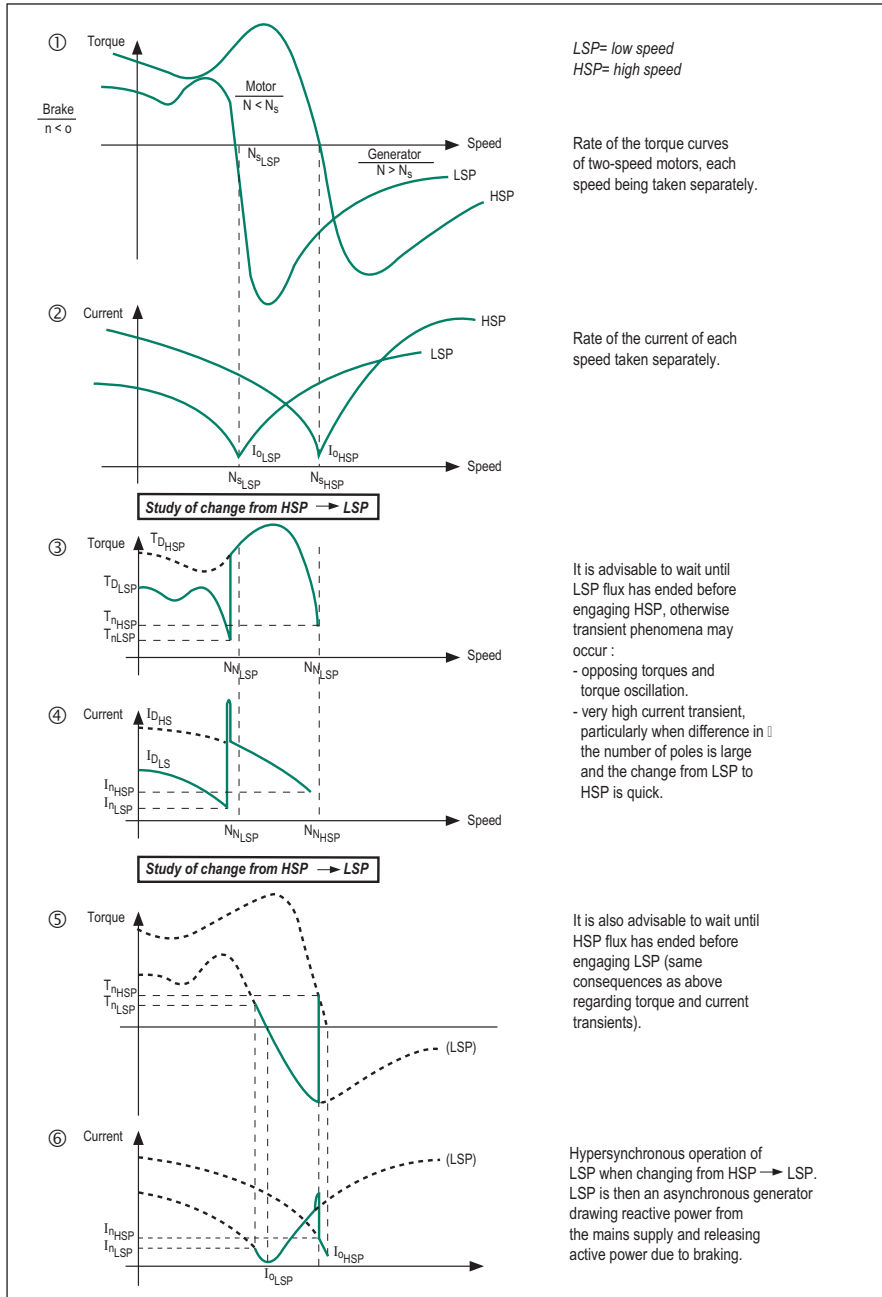 ①
Torque
LSP= low speed
HSP= high speed
Motor
N < Ns
Brake
n < o
NsLSP
Speed
Generator
N > Ns
LSP
HSP
Rate of the torque curves
of two-speed motors, each
speed being taken separately.
②
Current
HSP
LSP
Rate of the current of each
speed taken separately.
IoLSP
IoHSP
Speed
NsLSP
NsHSP
Study of change from HSP → LSP
③
Torque
TDHSP
TDLSP
TnHSP
TnLSP
Speed
NNLSP
NNLSP
It is advisable to wait until
LSP flux has ended before
engaging HSP, otherwise
transient phenomena may
occur :
- opposing torques and
torque oscillation.
- very high current transient,
particularly when difference in
the number of poles is large
and the change from LSP to
HSP is quick.
④
Current
IDHS
IDLS
InHSP
InLSP
Speed
NNLSP
NNHSP
Study of change from HSP → LSP
⑤
Torque
TnHSP
TnLSP
(LSP)
It is also advisable to wait until
HSP flux has ended before
engaging LSP (same
consequences as above
regarding torque and current
transients).
⑥
Current
(LSP)
InHSP
InLSP
IoHSP
IoLSP
Hypersynchronous operation of
LSP when changing from HSP → LSP.
LSP is then an asynchronous generator
drawing reactive power from
the mains supply and releasing
active power due to braking.